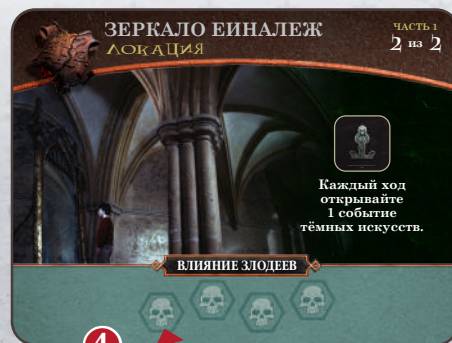 ЗЕРКАЛО ЕИНАЛЕЖ
ЛОКАЦИЯ
ЧАСТЬ 1
2 из 2
Каждый ход
открывайте
1 событие
тёмных искусств.
ВЛИЯНИЕ ЗЛОДЕЕВ
4